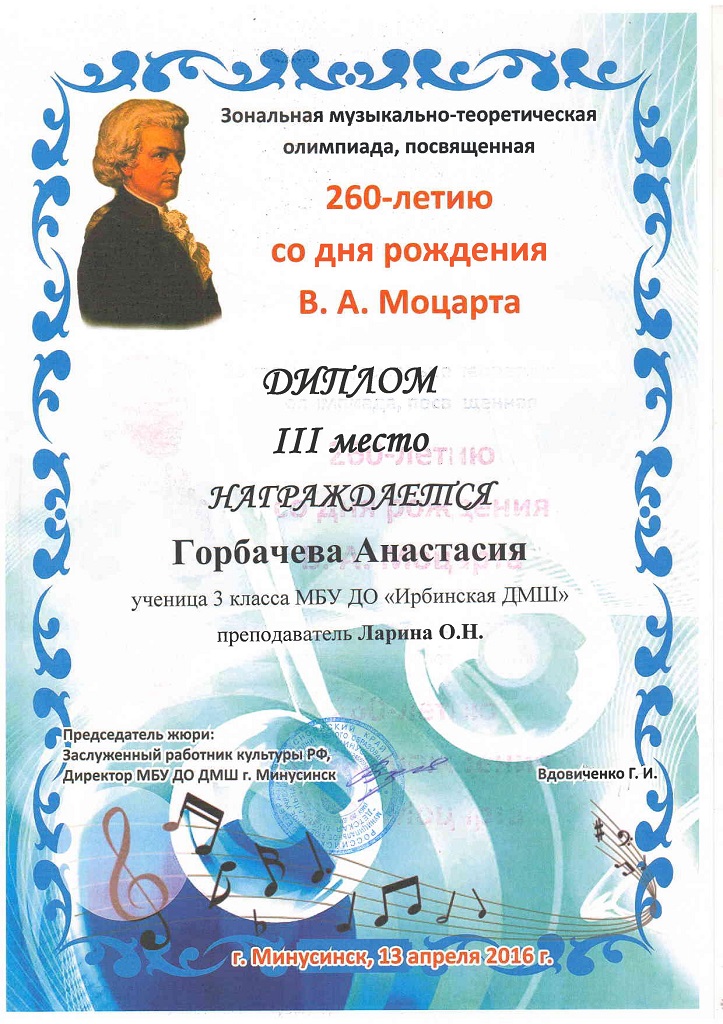 Зональная музыкально-теоретическая
олимпиада, посвященная
260-летию
со дня рождения
В. А. Моцарта
ДИПЛОМ
III место
НАГРАЖДАЕТСЯ
Горбачева Анастасия
ученица 3 класса МБУ ДО «Ирбинская ДМШ»
преподаватель Ларина О.Н.
Председатель жюри:
Заслуженный работник культуры РФ,
Директор МБУ ДО ДМШ г. Минусинск
Вдовиченко Г. И.
г. Минусинск, 13 апреля 2016 г.